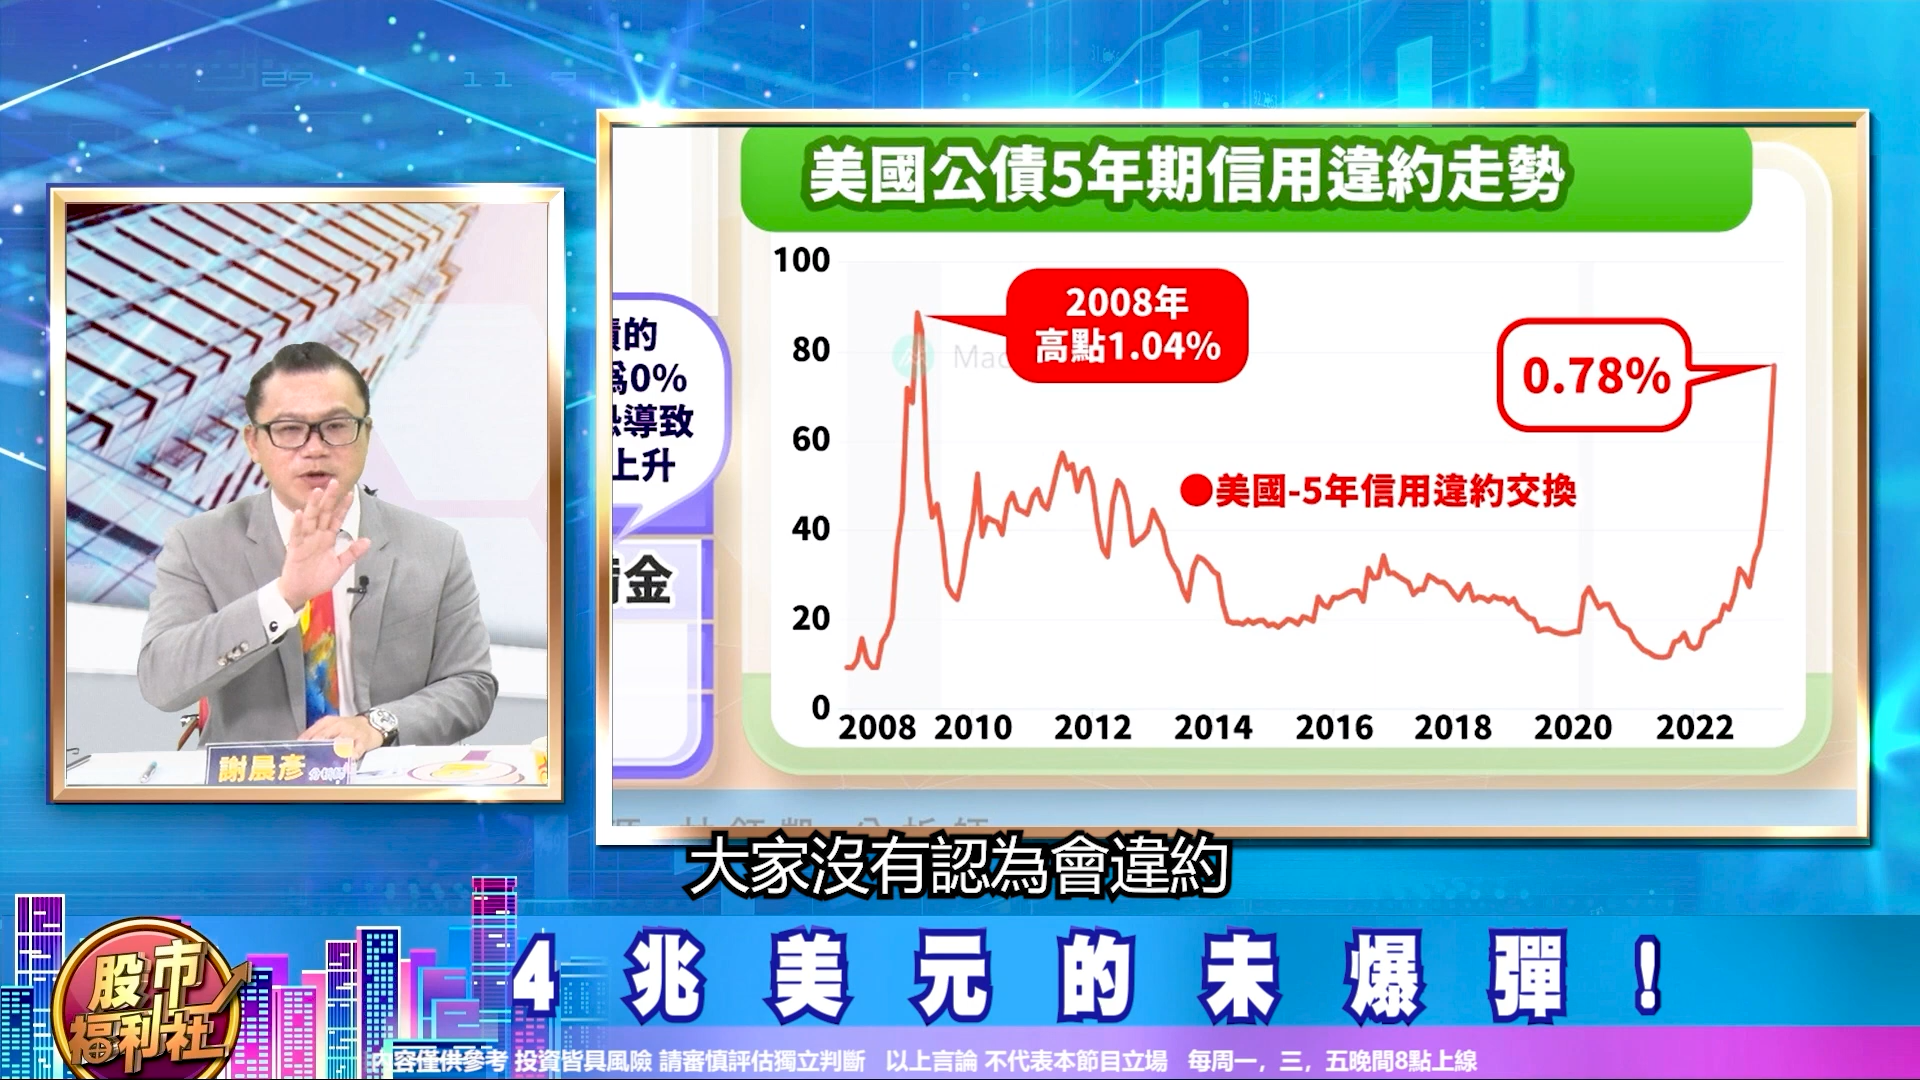 美國公債5年期信用違約走勢
100
80
60
40
20
0
2008年
高點1.04%
0.78%
●美國-5年信用違約交換
2008 2010 2012 2014 2016 2018 2020 2022
的
為0%
導致
上升
金
謝晨彥
大家沒有認為會違約
4兆美元的未爆彈!
股市
福利社
內容僅供參考 投資皆具風險 請審慎評估獨立判斷 以上言論 不代表本節目立場 每周一, 三, 五晚間8點上線